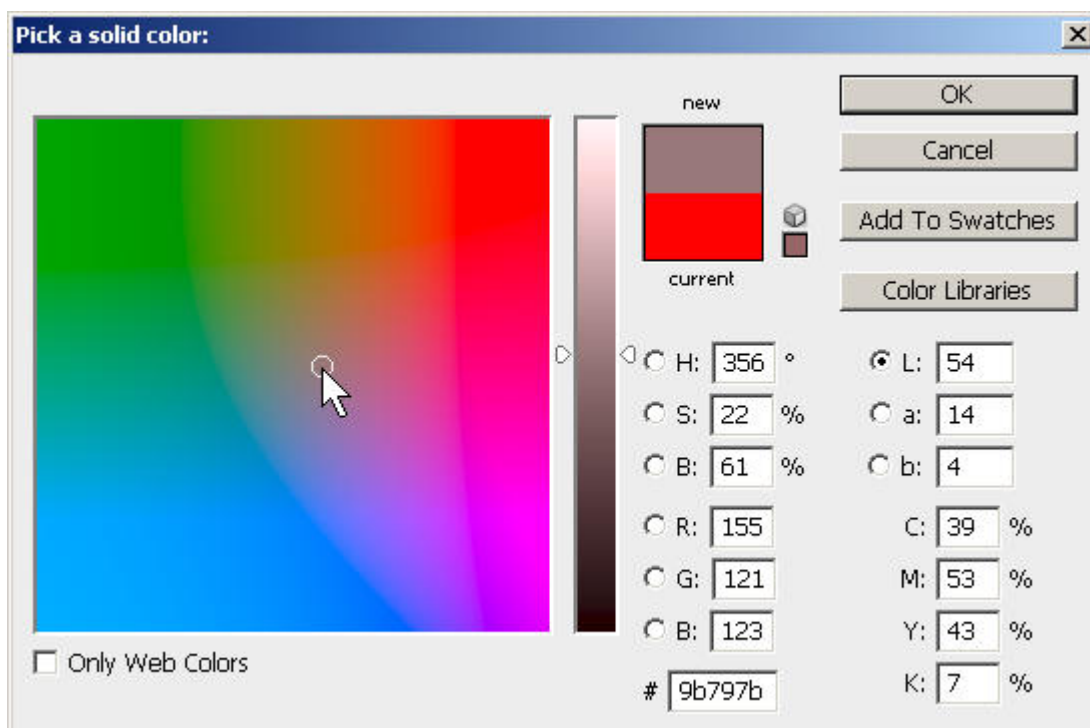 Pick a solid color:
new
current
OK
Cancel
Add To Swatches
Color Libraries
H: 356 °
S: 22 %
B: 61 %
R: 155
G: 121
B: 123
# 9b797b
L: 54
a: 14
b: 4
C: 39 %
M: 53 %
Y: 43 %
K: 7 %
Only Web Colors